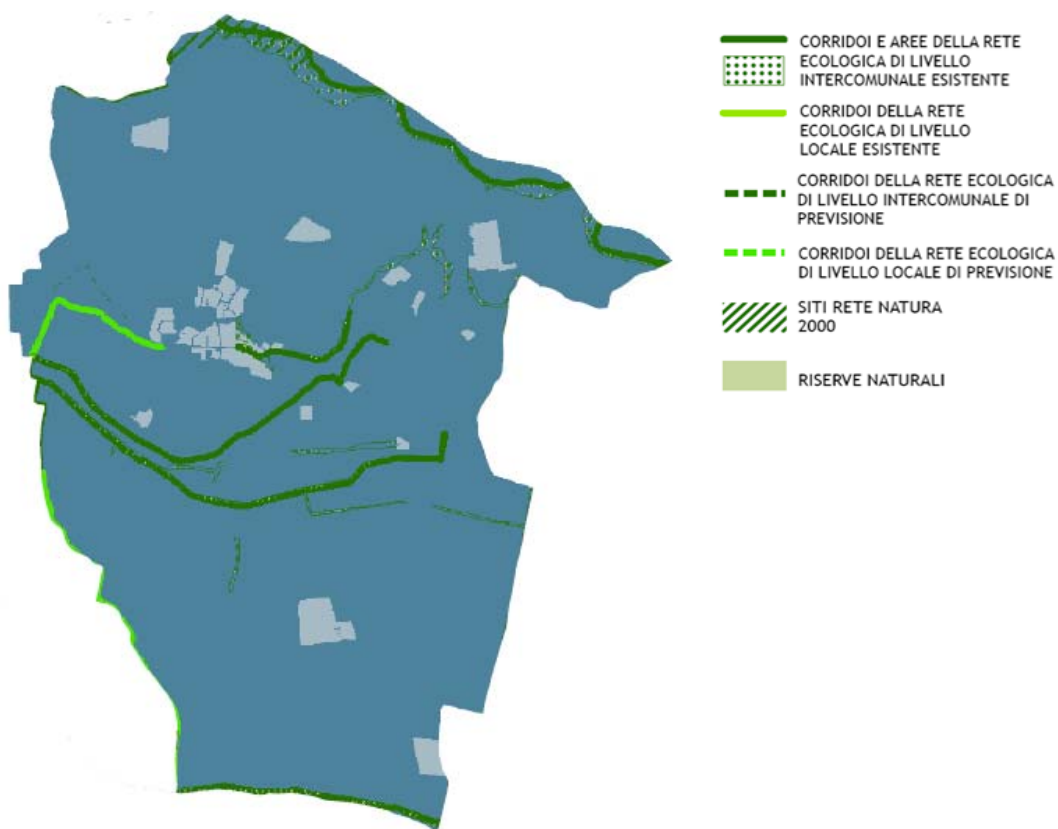 CORRIDOI E AREE DELLA RETE
ECOLOGICA DI LIVELLO
INTERCOMUNALE ESISTENTE
CORRIDOI DELLA RETE
ECOLOGICA DI LIVELLO
LOCALE ESISTENTE
CORRIDOI DELLA RETE ECOLOGICA
DI LIVELLO INTERCOMUNALE DI
PREVISIONE
CORRIDOI DELLA RETE ECOLOGICA
DI LIVELLO LOCALE DI PREVISIONE
SITI RETE NATURA
2000
RISERVE NATURALI